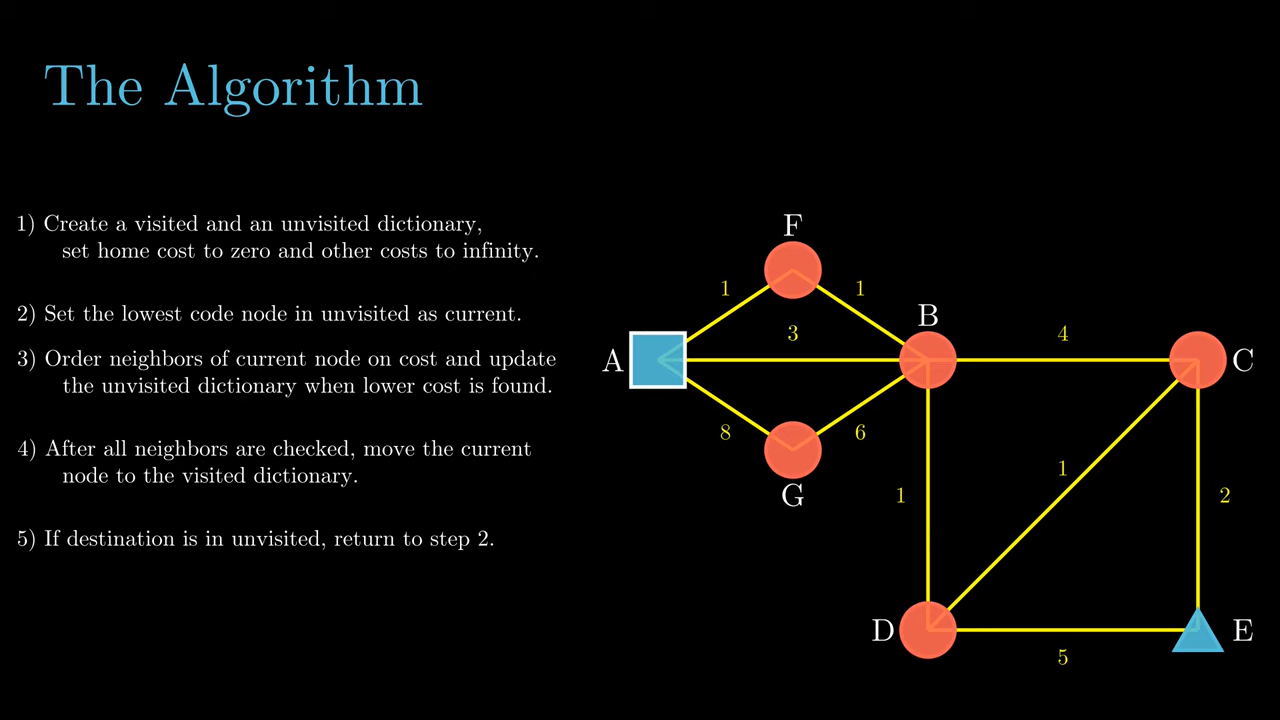 The Algorithm
1) Create a visited and an unvisited dictionary,
set home cost to zero and other costs to infinity.
2) Set the lowest code node in unvisited as current.
3) Order neighbors of current node on cost and update
the unvisited dictionary when lower cost is found.
4) After all neighbors are checked, move the current
node to the visited dictionary.
5) If destination is in unvisited, return to step 2.
F
1
1
B
3
4
A
C
8
6
1
G
1
2
D
E
5